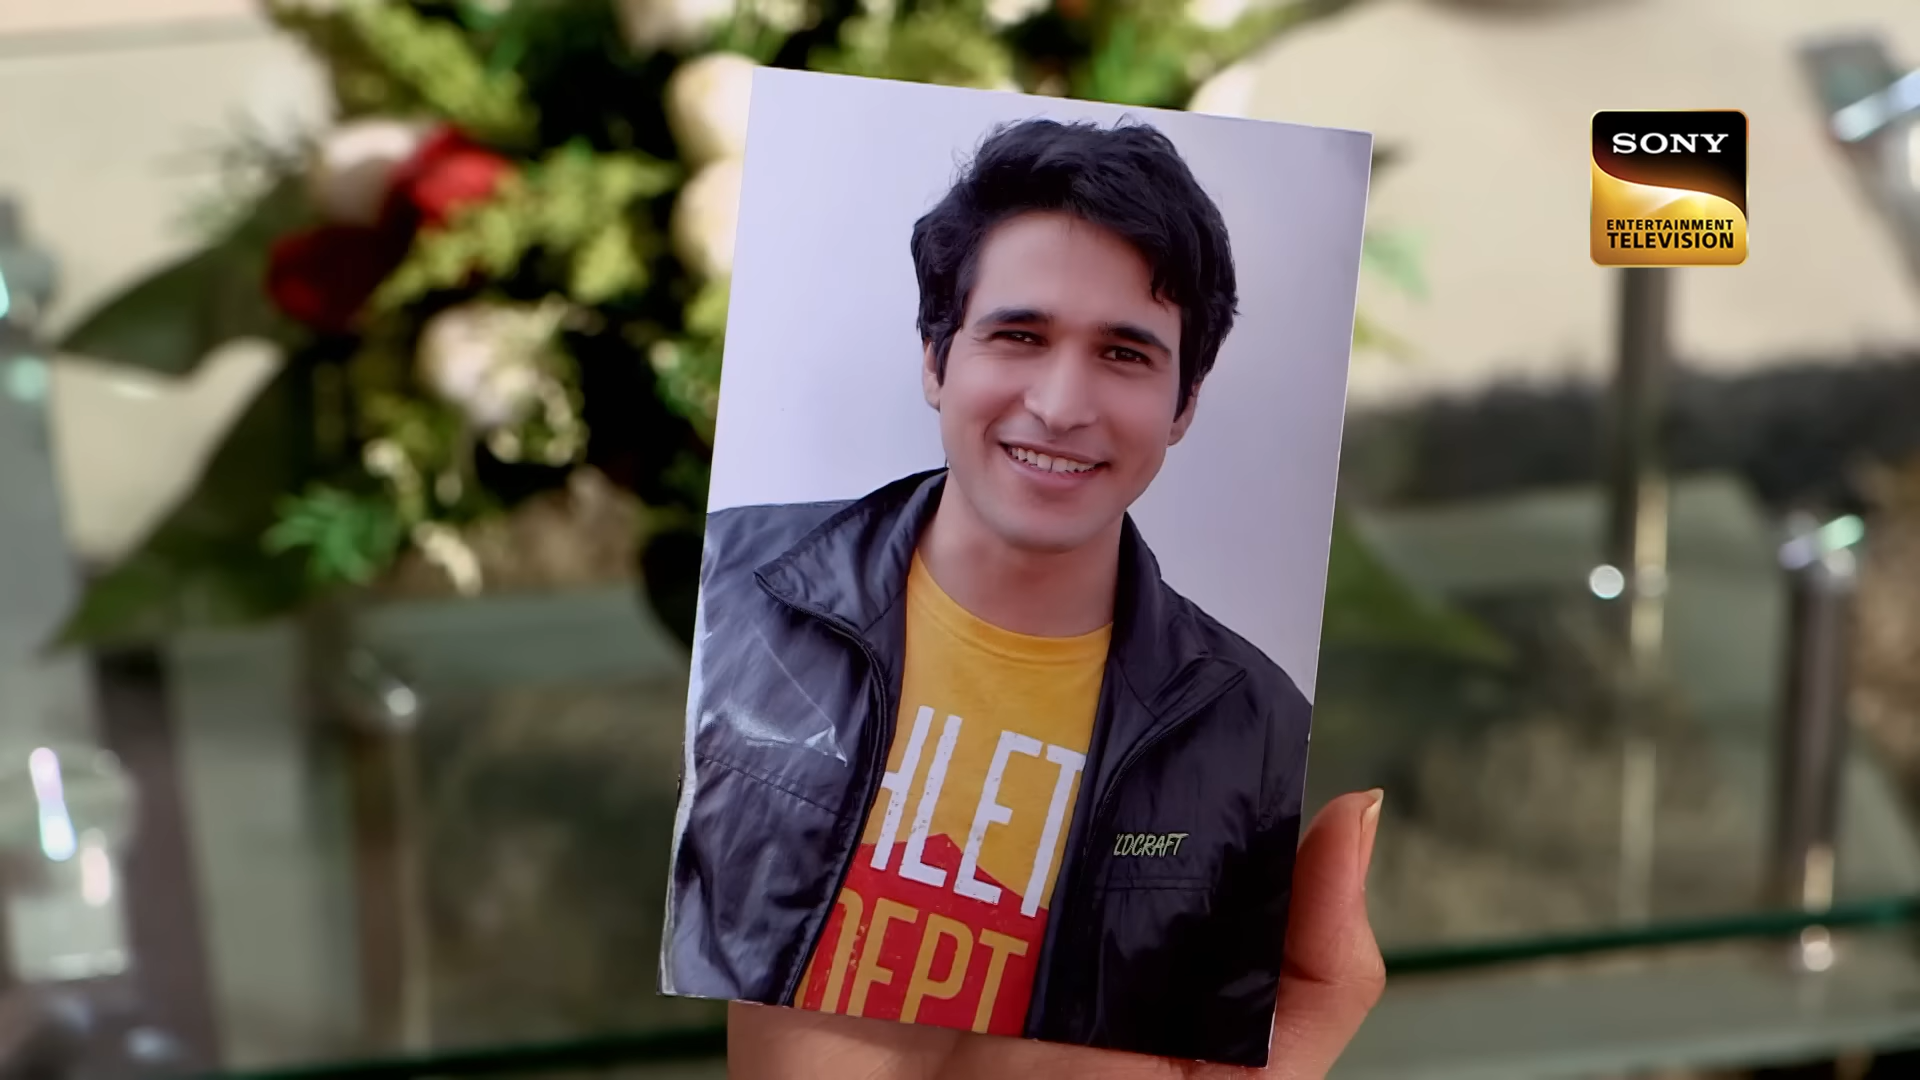 SONY
ENTERTAINMENT
TELEVISION
HLET
DEPT
LDCRAFT